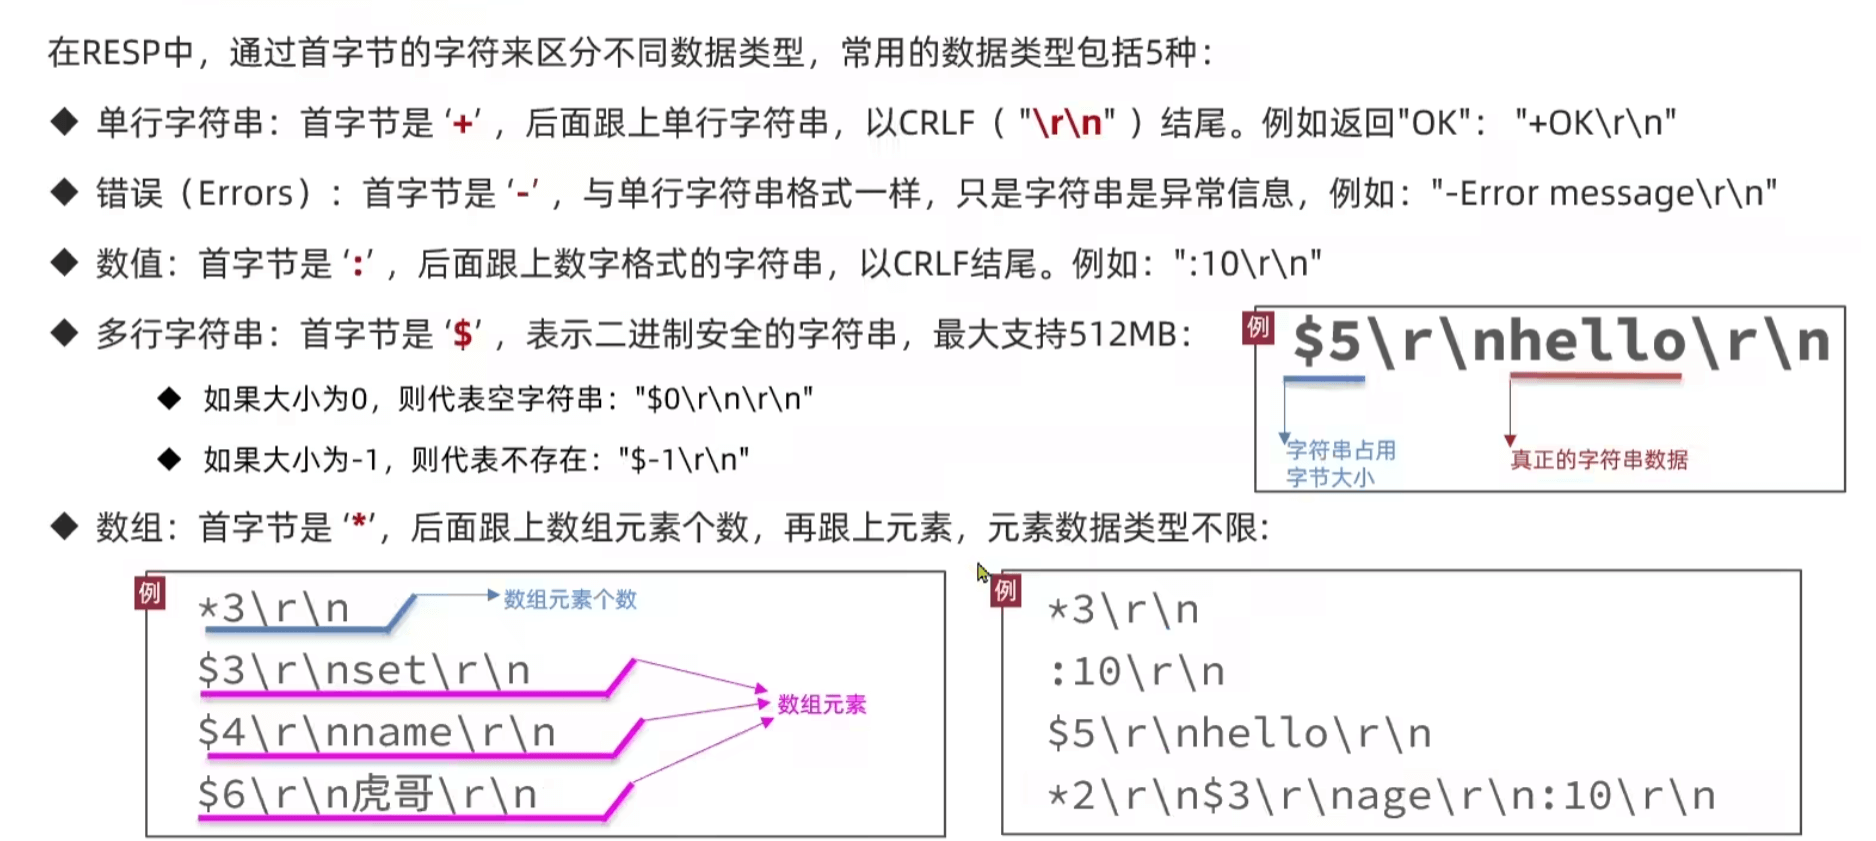 在RESP中，通过首字节的字符来区分不同数据类型，常用的数据类型包括5种：
◆ 单行字符串：首字节是 ‘+’ ，后面跟上单行字符串，以CRLF（ "\r\n" ）结尾。例如返回"OK"： "+OK\r\n"
◆ 错误（Errors）：首字节是 ‘-’ ，与单行字符串格式一样，只是字符串是异常信息，例如："-Error message\r\n"
◆ 数值：首字节是 ‘:’ ，后面跟上数字格式的字符串，以CRLF结尾。例如：":10\r\n"
◆ 多行字符串：首字节是 ‘$’ ，表示二进制安全的字符串，最大支持512MB：
◆ 如果大小为0，则代表空字符串："$0\r\n\r\n"
◆ 如果大小为-1，则代表不存在："$-1\r\n"
例
$5\r\nhello\r\n
字符串占用
字节大小
真正的字符串数据
◆ 数组：首字节是 ‘*’，后面跟上数组元素个数，再跟上元素，元素数据类型不限:
例
*3\r\n
数组元素个数
$3\r\nset\r\n
$4\r\nname\r\n
数组元素
$6\r\n虎哥\r\n
例
*3\r\n
:10\r\n
$5\r\nhello\r\n
*2\r\n$3\r\nage\r\n:10\r\n